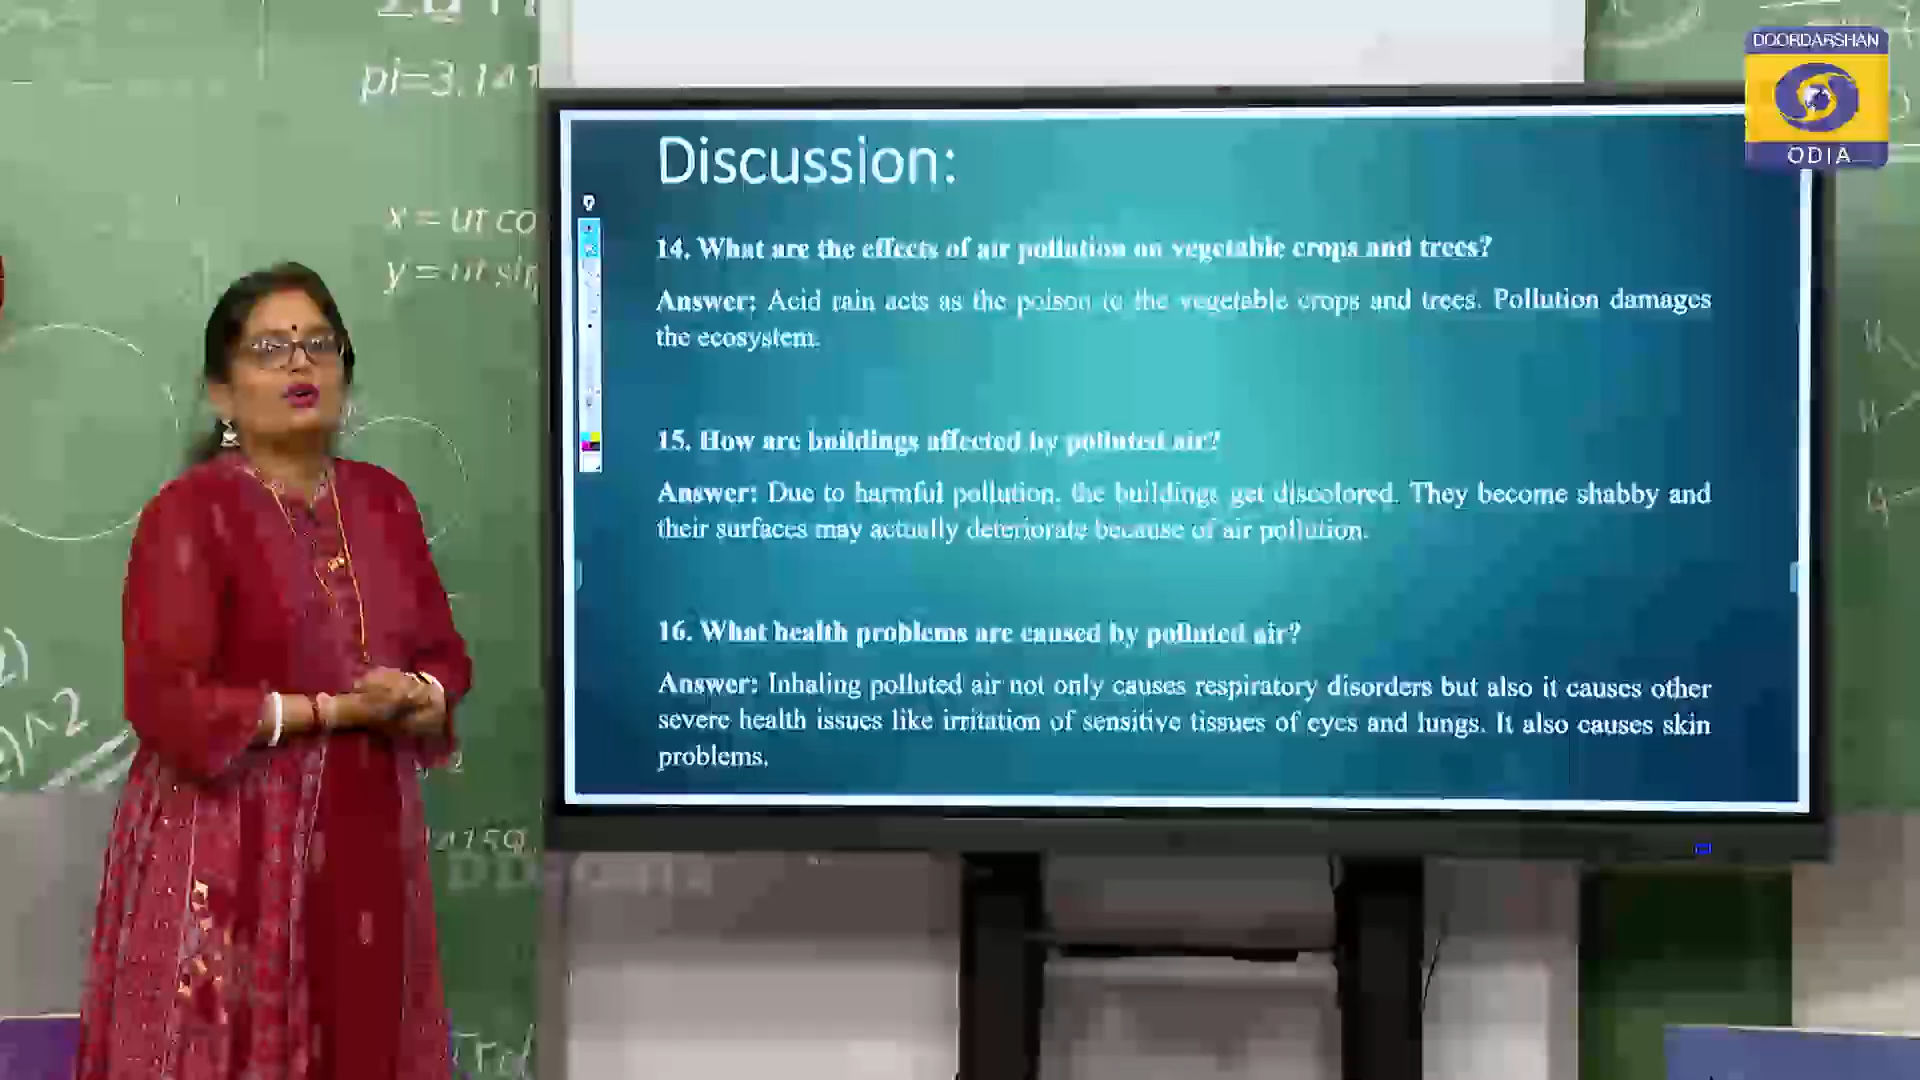 pi=3.141
x = ut co
y = ut sin
DOORDARSHAN
ODIA
Discussion:
14. What are the effects of air pollution on vegetable crops and trees?
Answer: Acid rain acts as the poison to the vegetable crops and trees. Pollution damages
the ecosystem.
15. How are buildings affected by polluted air?
Answer: Due to harmful pollution, the buildings get discolored. They become shabby and
their surfaces may actually deteriorate because of air pollution.
16. What health problems are caused by polluted air?
Answer: Inhaling polluted air not only causes respiratory disorders but also it causes other
severe health issues like irritation of sensitive tissues of eyes and lungs. It also causes skin
problems.